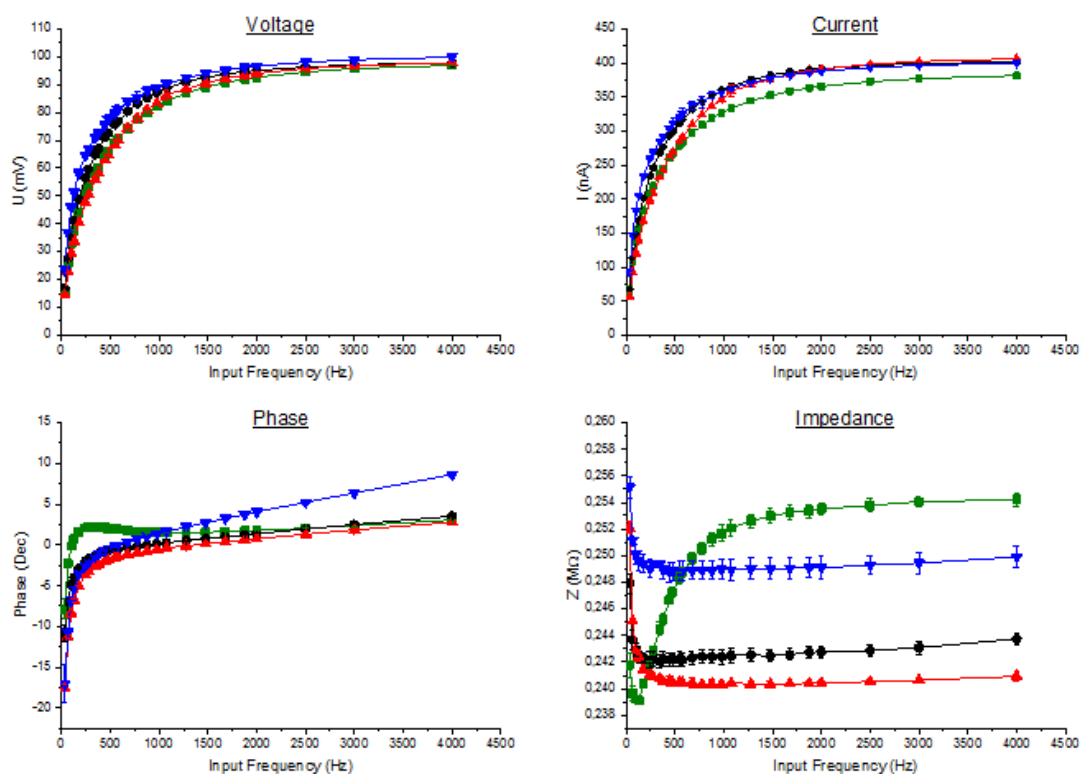 Voltage
110
100
90
80
70
60
50
40
30
20
10
0
U (mV)
0 500 1000 1500 2000 2500 3000 3500 4000 4500
Input Frequency (Hz)
Current
450
400
350
300
250
200
150
100
50
0
I (nA)
0 500 1000 1500 2000 2500 3000 3500 4000 4500
Input Frequency (Hz)
Phase
15
10
5
0
-5
-10
-15
-20
Phase (Dec)
0 500 1000 1500 2000 2500 3000 3500 4000 4500
Input Frequency (Hz)
Impedance
0,260
0,258
0,256
0,254
0,252
0,250
0,248
0,246
0,244
0,242
0,240
0,238
Z (MΩ)
0 500 1000 1500 2000 2500 3000 3500 4000 4500
Input Frequency (Hz)